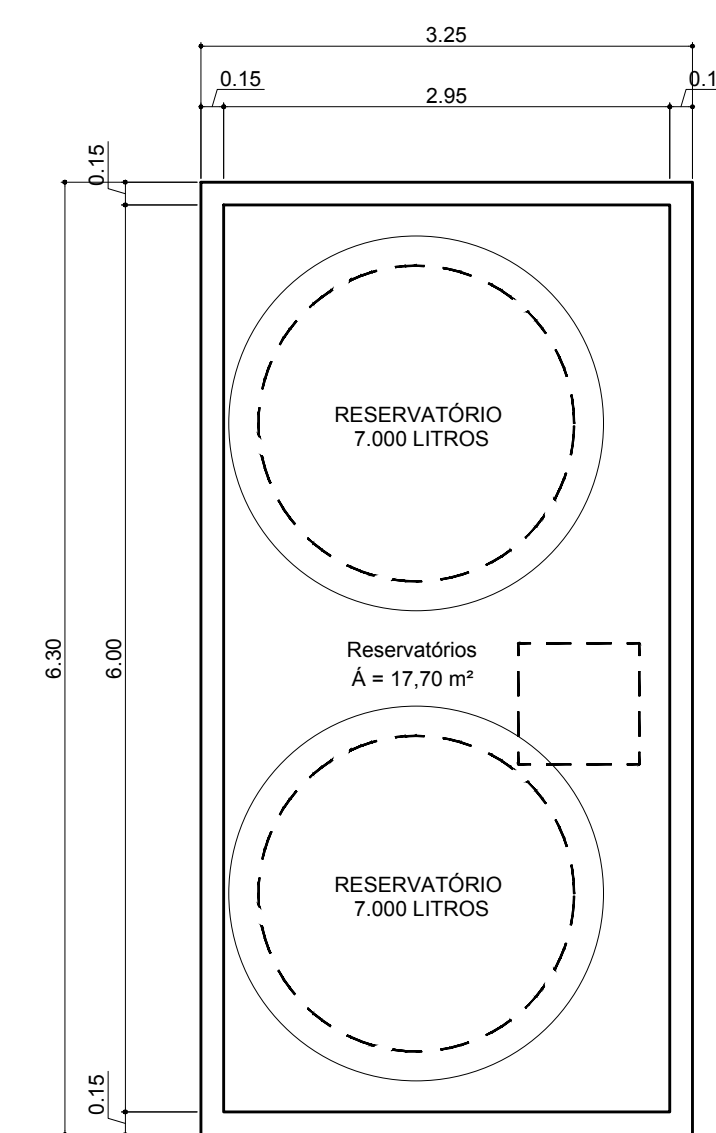 3.25
0.15
0.1
2.95
0.15
RESERVATÓRIO
7.000 LITROS
6.30
6.00
Reservatórios
Á = 17,70 m²
RESERVATÓRIO
7.000 LITROS
0.15